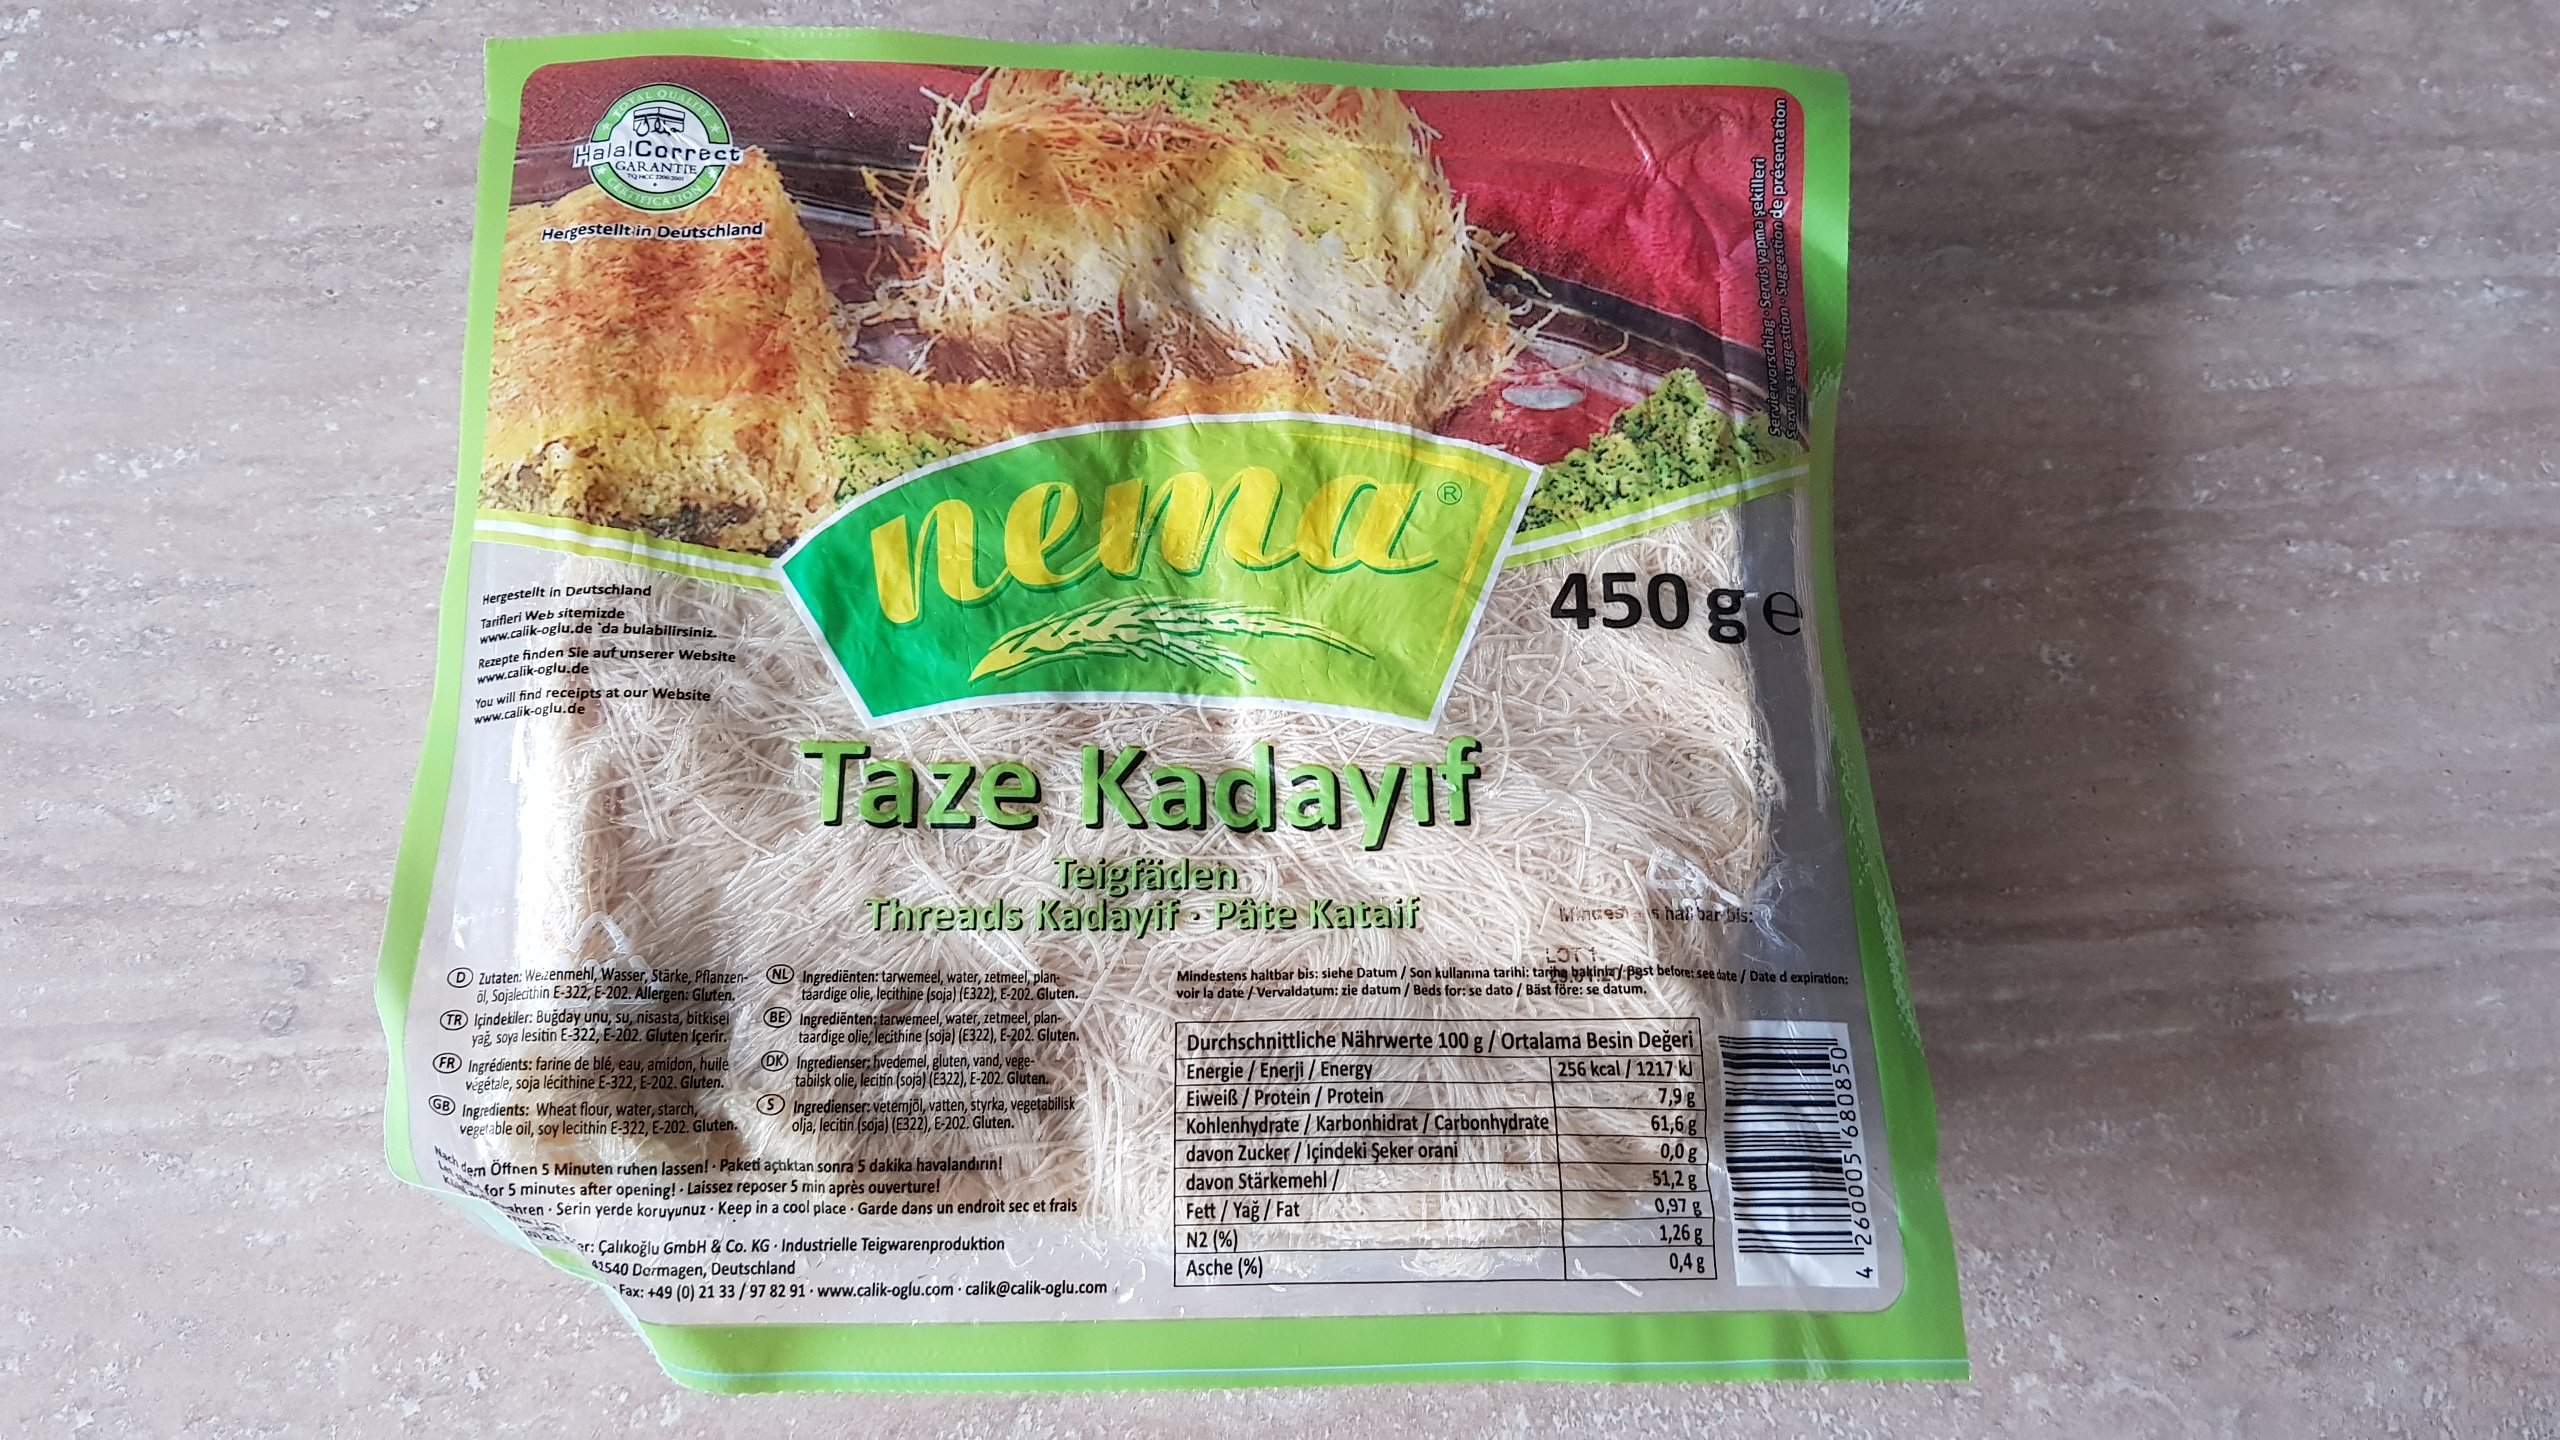 TOTAL QUALITY
HalalCorrect
GARANTIE
TQ HCC
CERTIFICATION
Hergestellt in Deutschland
Serviervorschlag · Servis yapma şekilleri
Serving suggestion · Suggestion de présentation
nema®
450 g e
Hergestellt in Deutschland
Tarifleri Web sitemizde
www.calik-oglu.de 'da bulabilirsiniz.
Rezepte finden Sie auf unserer Website
www.calik-oglu.de
You will find receipts at our Website
www.calik-oglu.de
Taze Kadayıf
Teigfäden
Threads Kadayif · Pâte Kataif
bis:
LOT 1
D Zutaten: Weizenmehl, Wasser, Stärke, Pflanzen-
öl, Sojalecithin E-322, E-202. Allergen: Gluten.
TR İçindekiler: Buğday unu, su, nisasta, bitkisel
yağ, soya lesitin E-322, E-202. Gluten İçerir.
FR Ingrédients: farine de blé, eau, amidon, huile
végétale, soja lécithine E-322, E-202. Gluten.
GB Ingredients: Wheat flour, water, starch,
vegetable oil, soy lecithin E-322, E-202. Gluten.
NL Ingrediënten: tarwemeel, water, zetmeel, plan-
taardige olie, lecithine (soja) (E322), E-202. Gluten.
BE Ingrediënten: tarwemeel, water, zetmeel, plan-
taardige olie, lecithine (soja) (E322), E-202. Gluten.
DK Ingredienser: hvedemel, gluten, vand, vege-
tabilsk olie, lecitin (soja) (E322), E-202. Gluten.
S Ingredienser: vetemjöl, vatten, styrka, vegetabilisk
olja, lecitin (soja) (E322), E-202. Gluten.
Nach dem Öffnen 5 Minuten ruhen lassen! · Paketi açtıktan sonra 5 dakika havalandırın!
for 5 minutes after opening! · Laissez reposer 5 min après ouverture!
· Serin yerde koruyunuz · Keep in a cool place · Garde dans un endroit sec et frais
Çalıkoğlu GmbH & Co. KG · Industrielle Teigwarenproduktion
41540 Dormagen, Deutschland
Fax: +49 (0) 21 33 / 97 82 91 · www.calik-oglu.com · calik@calik-oglu.com
Mindestens haltbar bis: siehe Datum / Son kullanma tarihi: tarihe bakiniz / Best before: see date / Date d expiration:
voir la date / Vervaldatum: zie datum / Beds for: se dato / Bäst före: se datum.
Durchschnittliche Nährwerte 100 g / Ortalama Besin Değeri
Energie / Enerji / Energy 256 kcal / 1217 kJ
Eiweiß / Protein / Protein 7,9 g
Kohlenhydrate / Karbonhidrat / Carbonhydrate 61,6 g
davon Zucker / Içindeki Şeker orani 0,0 g
davon Stärkemehl / 51,2 g
Fett / Yağ / Fat 0,97 g
N2 (%) 1,26 g
Asche (%) 0,4 g
4 260005 680850